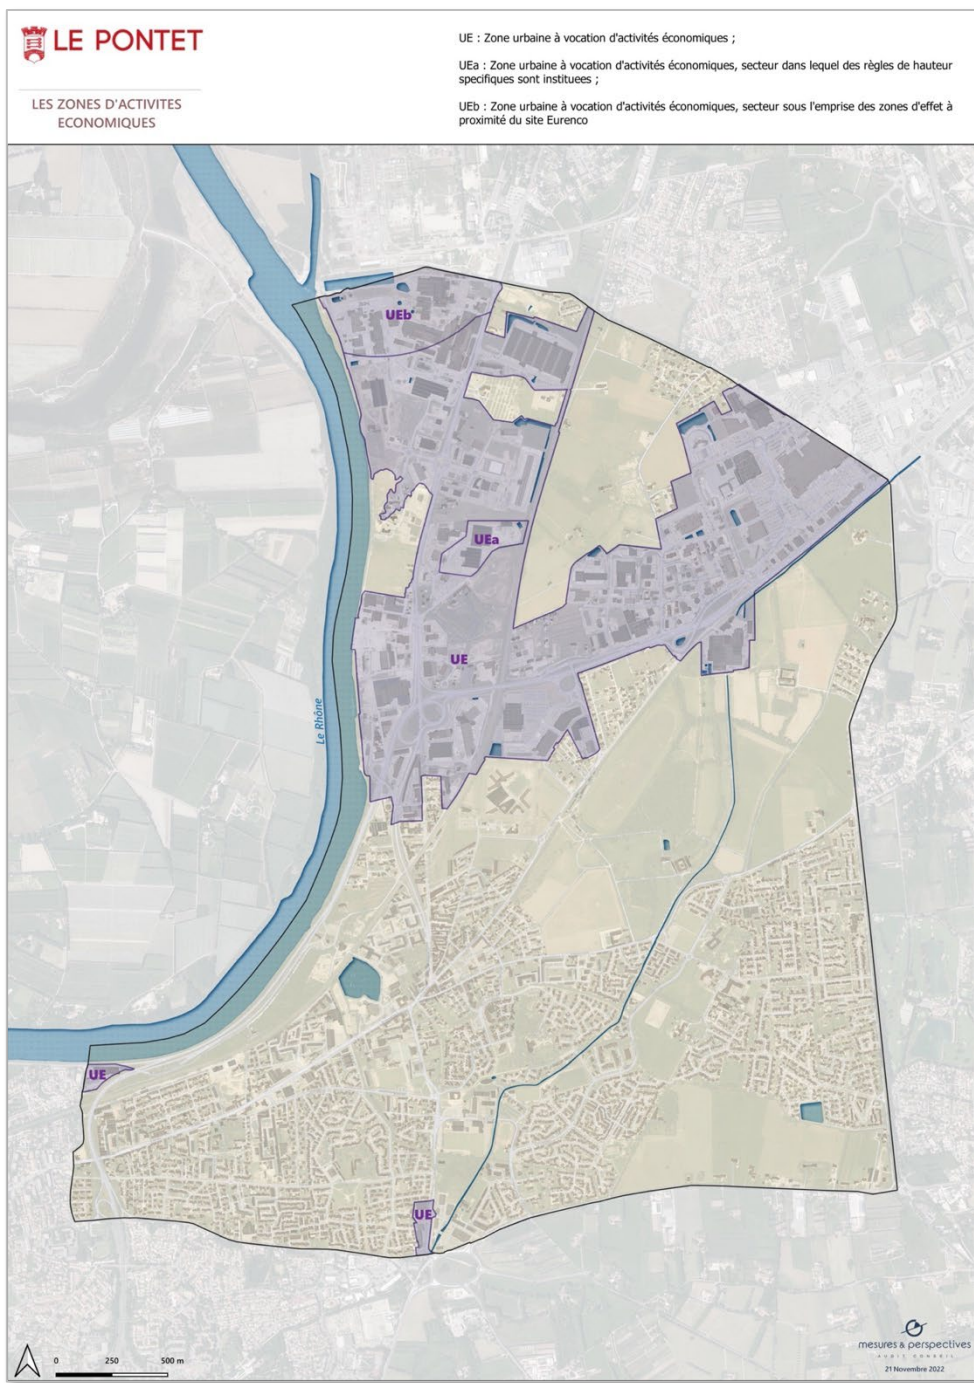 LE PONTET
LES ZONES D'ACTIVITES
ECONOMIQUES
UE : Zone urbaine à vocation d'activités économiques ;
UEa : Zone urbaine à vocation d'activités économiques, secteur dans lequel des règles de hauteur
specifiques sont instituees ;
UEb : Zone urbaine à vocation d'activités économiques, secteur sous l'emprise des zones d'effet à
proximité du site Eurenco
UEb
UEa
UE
Le Rhône
UE
UE
0 250 500 m
mesures & perspectives
AUDIT CONSEIL
21 Novembre 2022